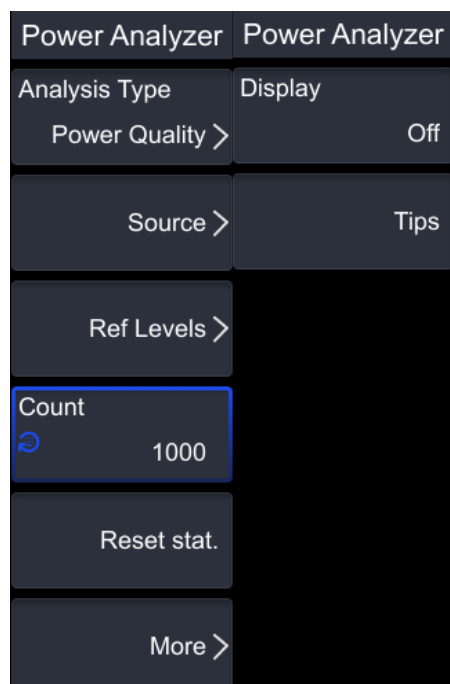 Power Analyzer
Analysis Type
Power Quality
Source
Ref Levels
Count
1000
Reset stat.
More
Power Analyzer
Display
Off
Tips